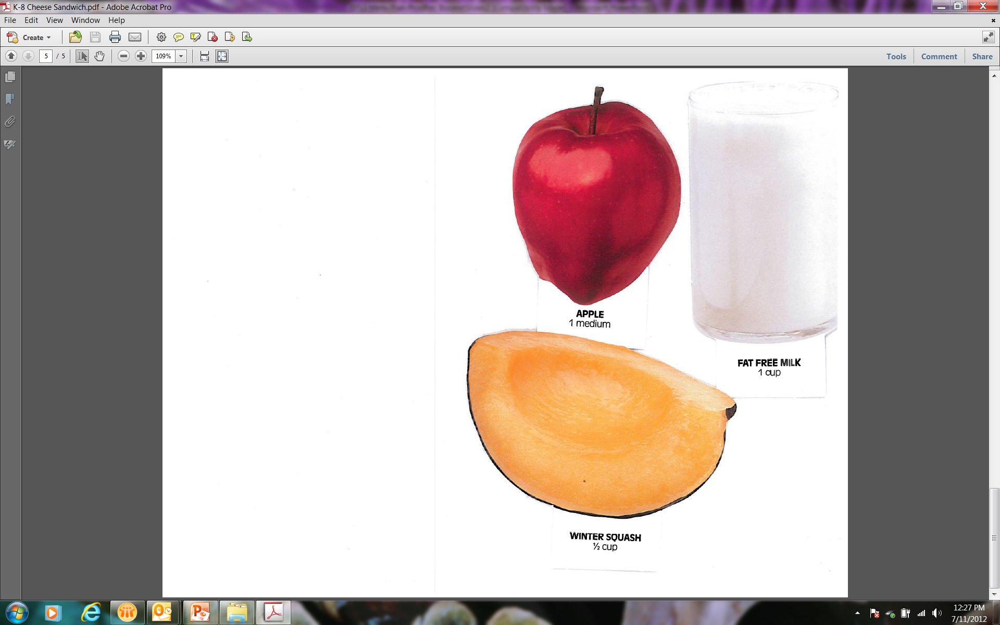 K-8 Cheese Sandwich.pdf - Adobe Acrobat Pro
File Edit View Window Help
Create
5 / 5
109%
Tools Comment Share
APPLE
1 medium
FAT FREE MILK
1 cup
WINTER SQUASH
½ cup
12:27 PM
7/11/2012